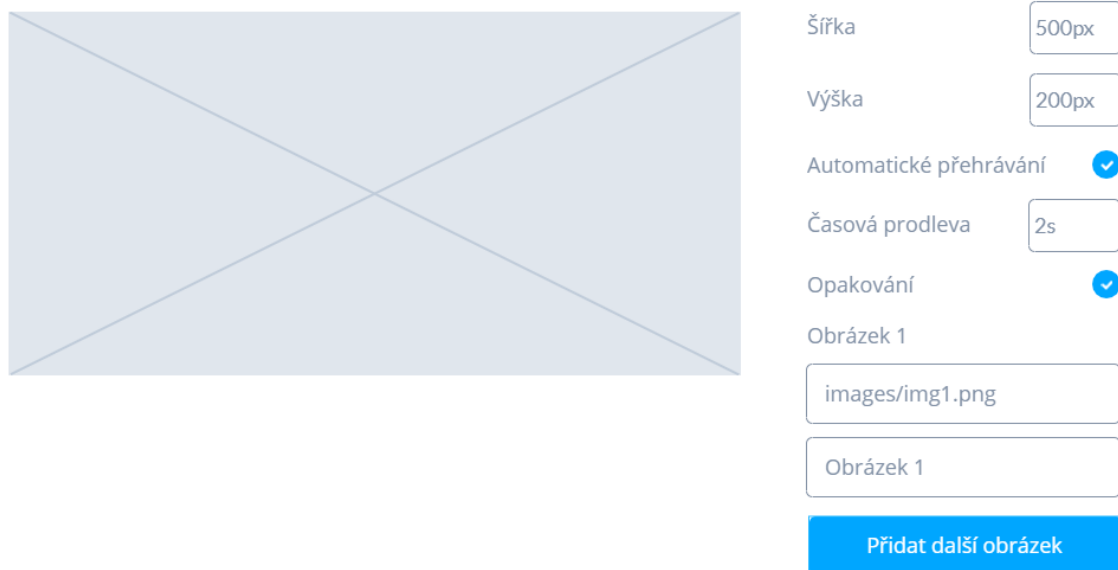 Šířka 500px
Výška 200px
Automatické přehrávání
Časová prodleva 2s
Opakování
Obrázek 1
images/img1.png
Obrázek 1
Přidat další obrázek